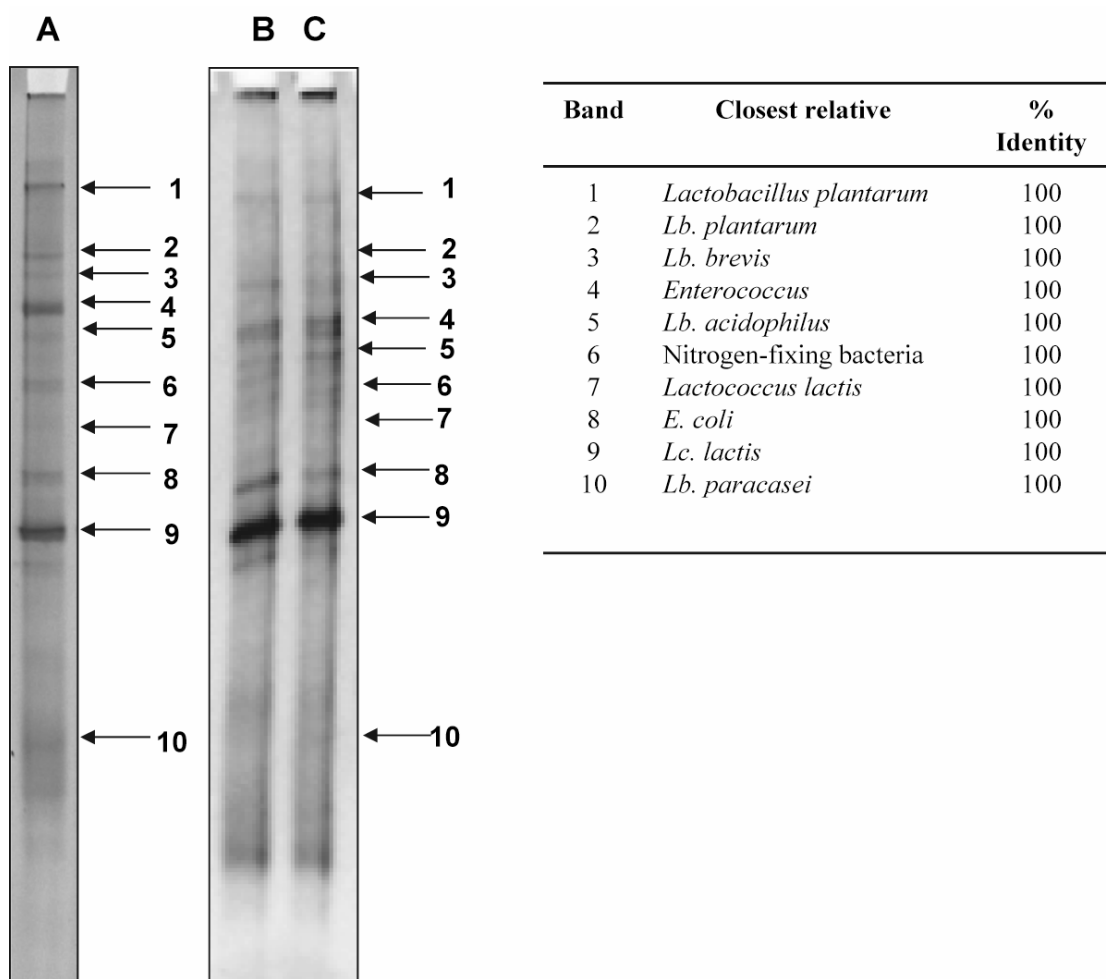 A
B C
1
2
3
4
5
6
7
8
9
10
1
2
3
4
5
6
7
8
9
10
Band Closest relative %
Identity
1 Lactobacillus plantarum 100
2 Lb. plantarum 100
3 Lb. brevis 100
4 Enterococcus 100
5 Lb. acidophilus 100
6 Nitrogen-fixing bacteria 100
7 Lactococcus lactis 100
8 E. coli 100
9 Lc. lactis 100
10 Lb. paracasei 100